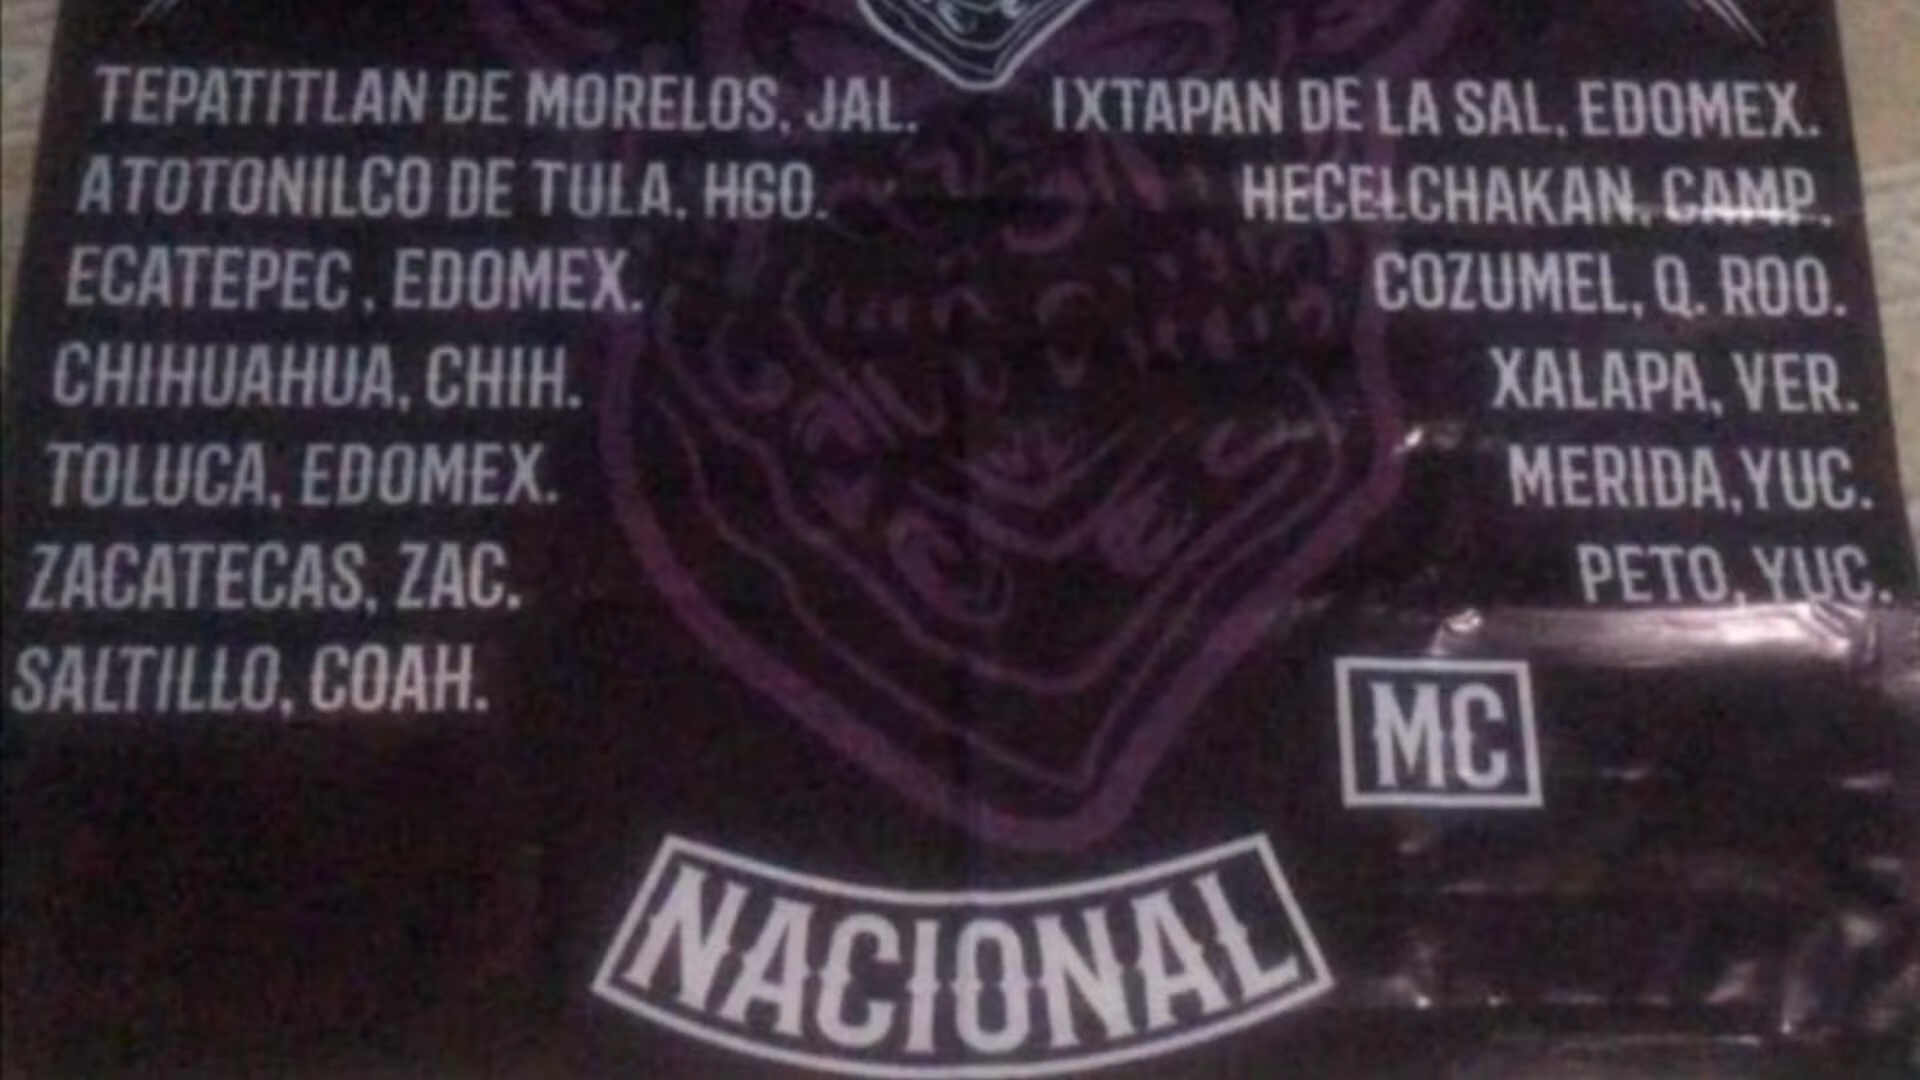 TEPATITLAN DE MORELOS, JAL.
ATOTONILCO DE TULA, HGO.
ECATEPEC, EDOMEX.
CHIHUAHUA, CHIH.
TOLUCA, EDOMEX.
ZACATECAS, ZAC.
SALTILLO, COAH.
IXTAPAN DE LA SAL, EDOMEX.
HECELCHAKAN, CAMP.
COZUMEL, Q. ROO.
XALAPA, VER.
MERIDA,YUC.
PETO, YUC.
MC
NACIONAL